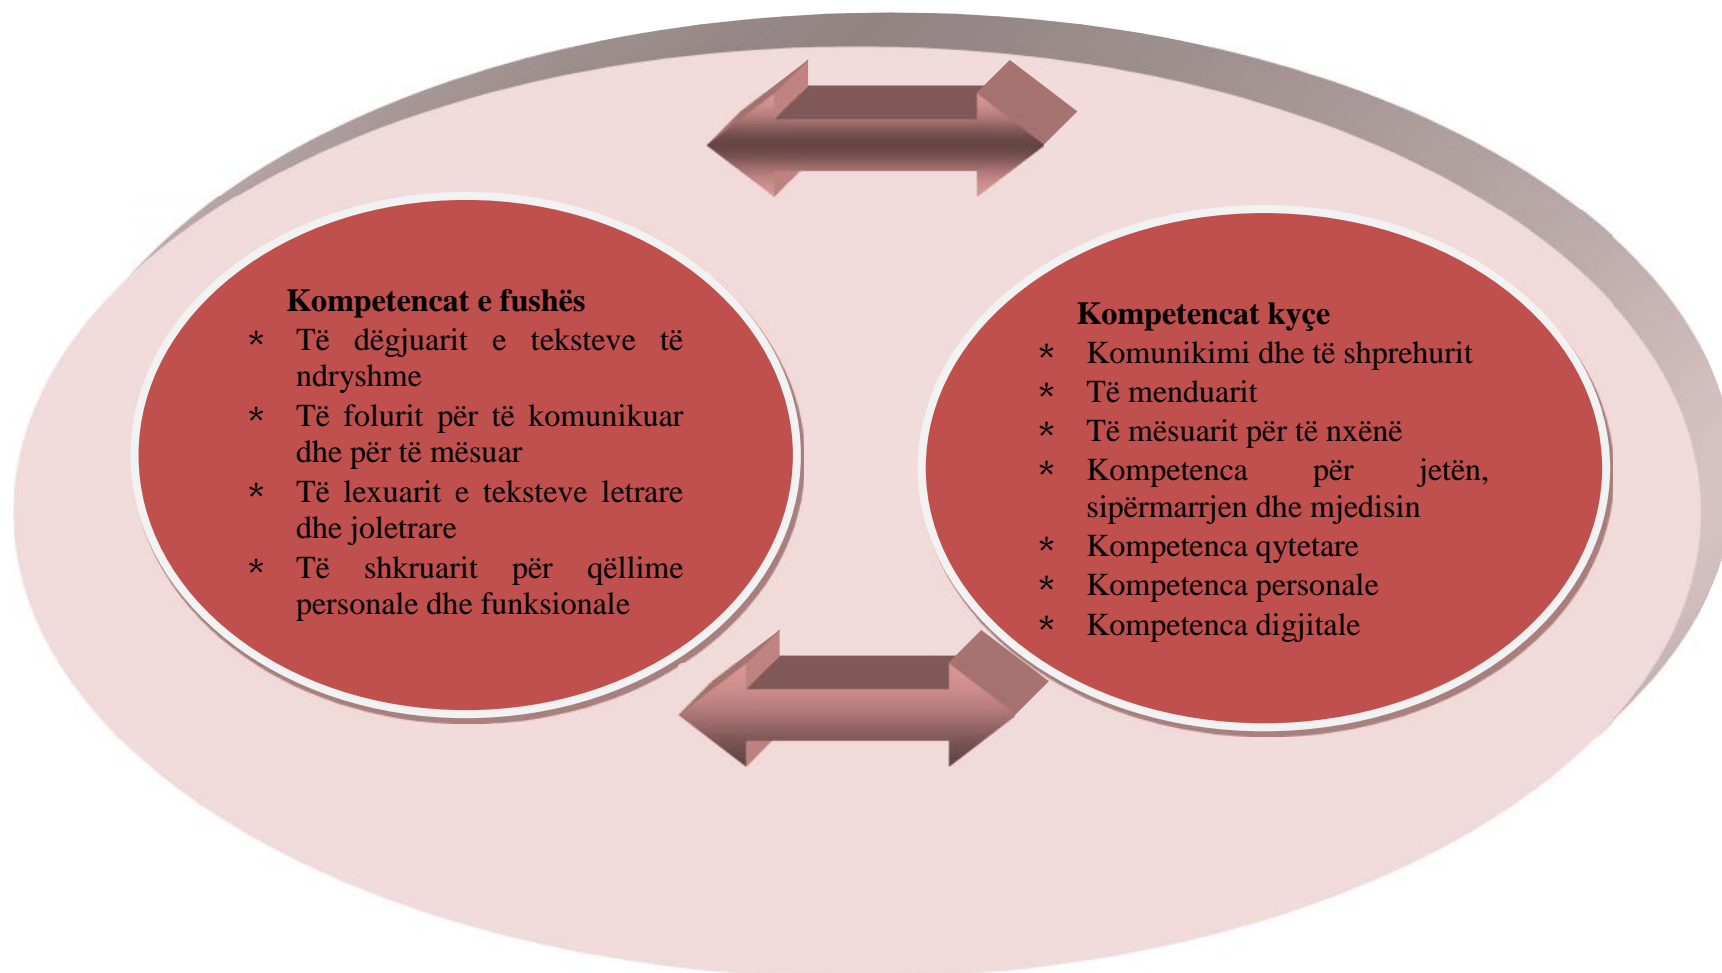 Kompetencat e fushës
* Të dëgjuarit e teksteve të
ndryshme
* Të folurit për të komunikuar
dhe për të mësuar
* Të lexuarit e teksteve letrare
dhe joletrare
* Të shkruarit për qëllime
personale dhe funksionale
Kompetencat kyçe
* Komunikimi dhe të shprehurit
* Të menduarit
* Të mësuarit për të nxënë
* Kompetenca për jetën,
sipërmarrjen dhe mjedisin
* Kompetenca qytetare
* Kompetenca personale
* Kompetenca digjitale